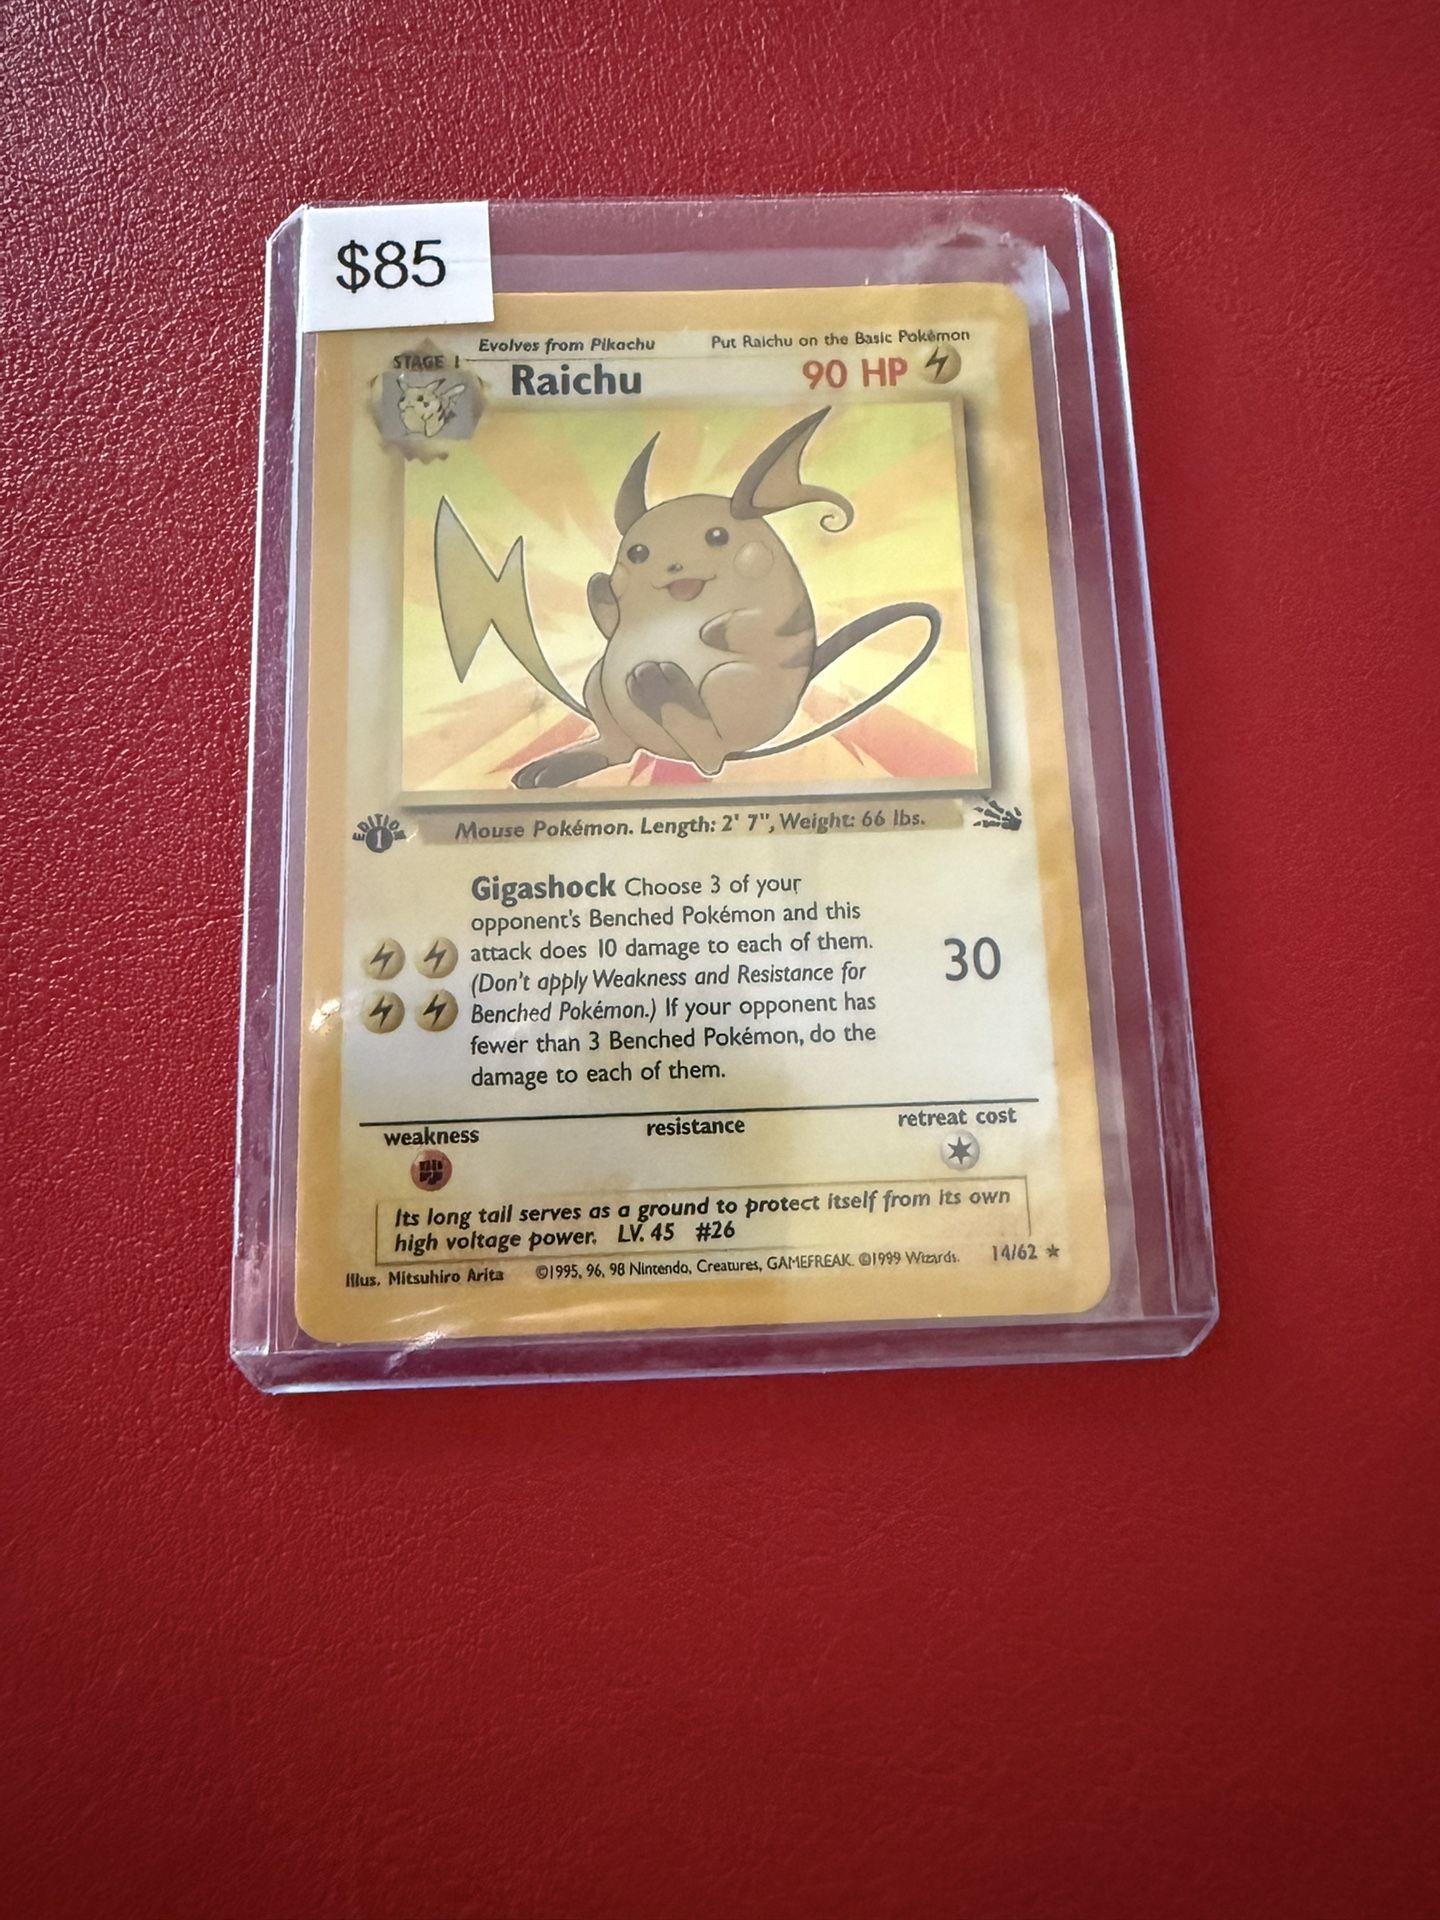 $85
Evolves from Pikachu Put Raichu on the Basic Pokémon
STAGE 1
Raichu 90 HP
EDITION 1
Mouse Pokémon. Length: 2' 7", Weight: 66 lbs.
Gigashock Choose 3 of your
opponent's Benched Pokémon and this
attack does 10 damage to each of them.
(Don't apply Weakness and Resistance for
Benched Pokémon.) If your opponent has
fewer than 3 Benched Pokémon, do the
damage to each of them.
30
weakness resistance retreat cost
Its long tail serves as a ground to protect itself from its own
high voltage power. LV. 45 #26
Illus. Mitsuhiro Arita ©1995, 96, 98 Nintendo, Creatures, GAMEFREAK. ©1999 Wizards. 14/62 ★